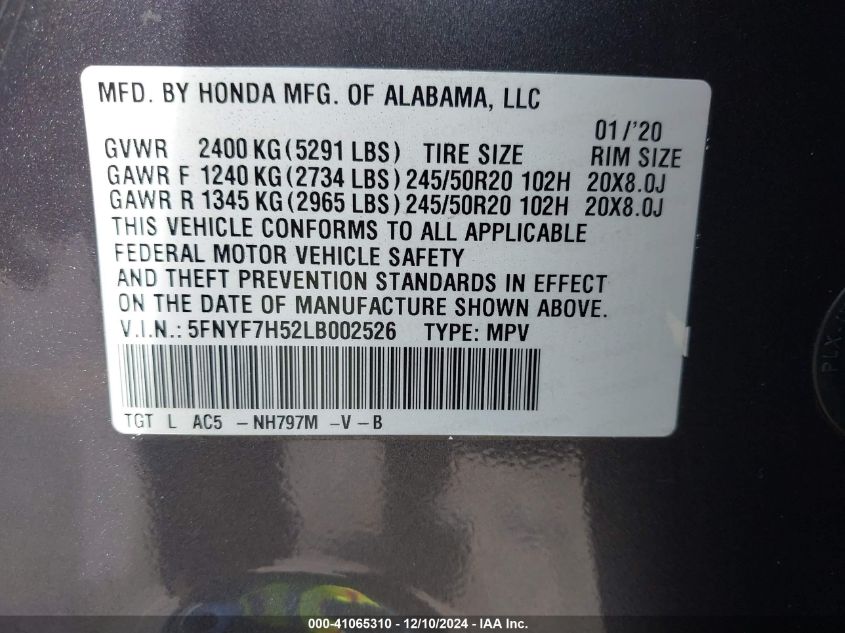 MFD. BY HONDA MFG. OF ALABAMA, LLC
01/'20
GVWR 2400 KG (5291 LBS) TIRE SIZE RIM SIZE
GAWR F 1240 KG (2734 LBS) 245/50R20 102H 20X8.0J
GAWR R 1345 KG (2965 LBS) 245/50R20 102H 20X8.0J
THIS VEHICLE CONFORMS TO ALL APPLICABLE
FEDERAL MOTOR VEHICLE SAFETY
AND THEFT PREVENTION STANDARDS IN EFFECT
ON THE DATE OF MANUFACTURE SHOWN ABOVE.
V.I.N.: 5FNYF7H52LB002526 TYPE: MPV
TGT L AC5 - NH797M - V - B
000-41065310 - 12/10/2024 - IAA Inc.